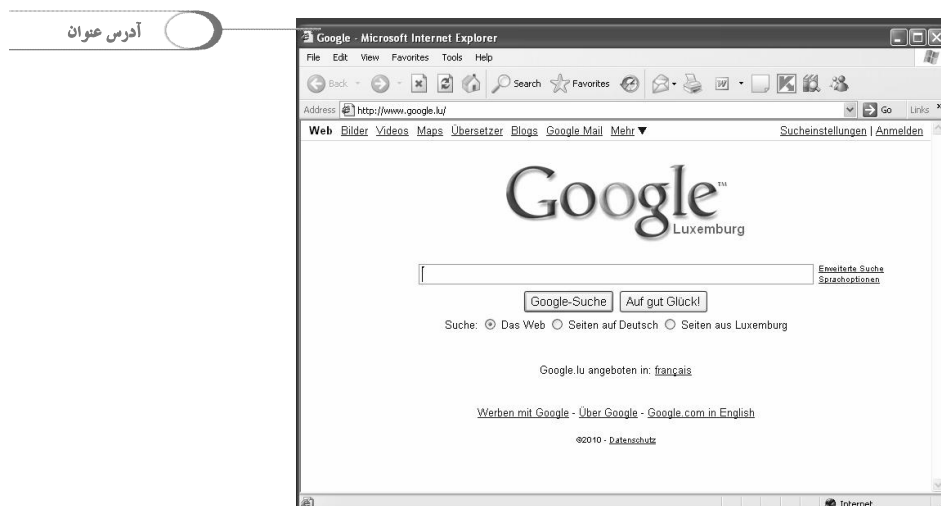 آدرس عنوان
Google - Microsoft Internet Explorer
File Edit View Favorites Tools Help
Back Search Favorites
Address http://www.google.lu/ Go Links
Web Bilder Videos Maps Übersetzer Blogs Google Mail Mehr ▼ Sucheinstellungen | Anmelden
Google™
Luxemburg
Erweiterte Suche
Sprachoptionen
Google-Suche Auf gut Glück!
Suche: Das Web Seiten auf Deutsch Seiten aus Luxemburg
Google.lu angeboten in: français
Werben mit Google - Über Google - Google.com in English
©2010 - Datenschutz
Internet